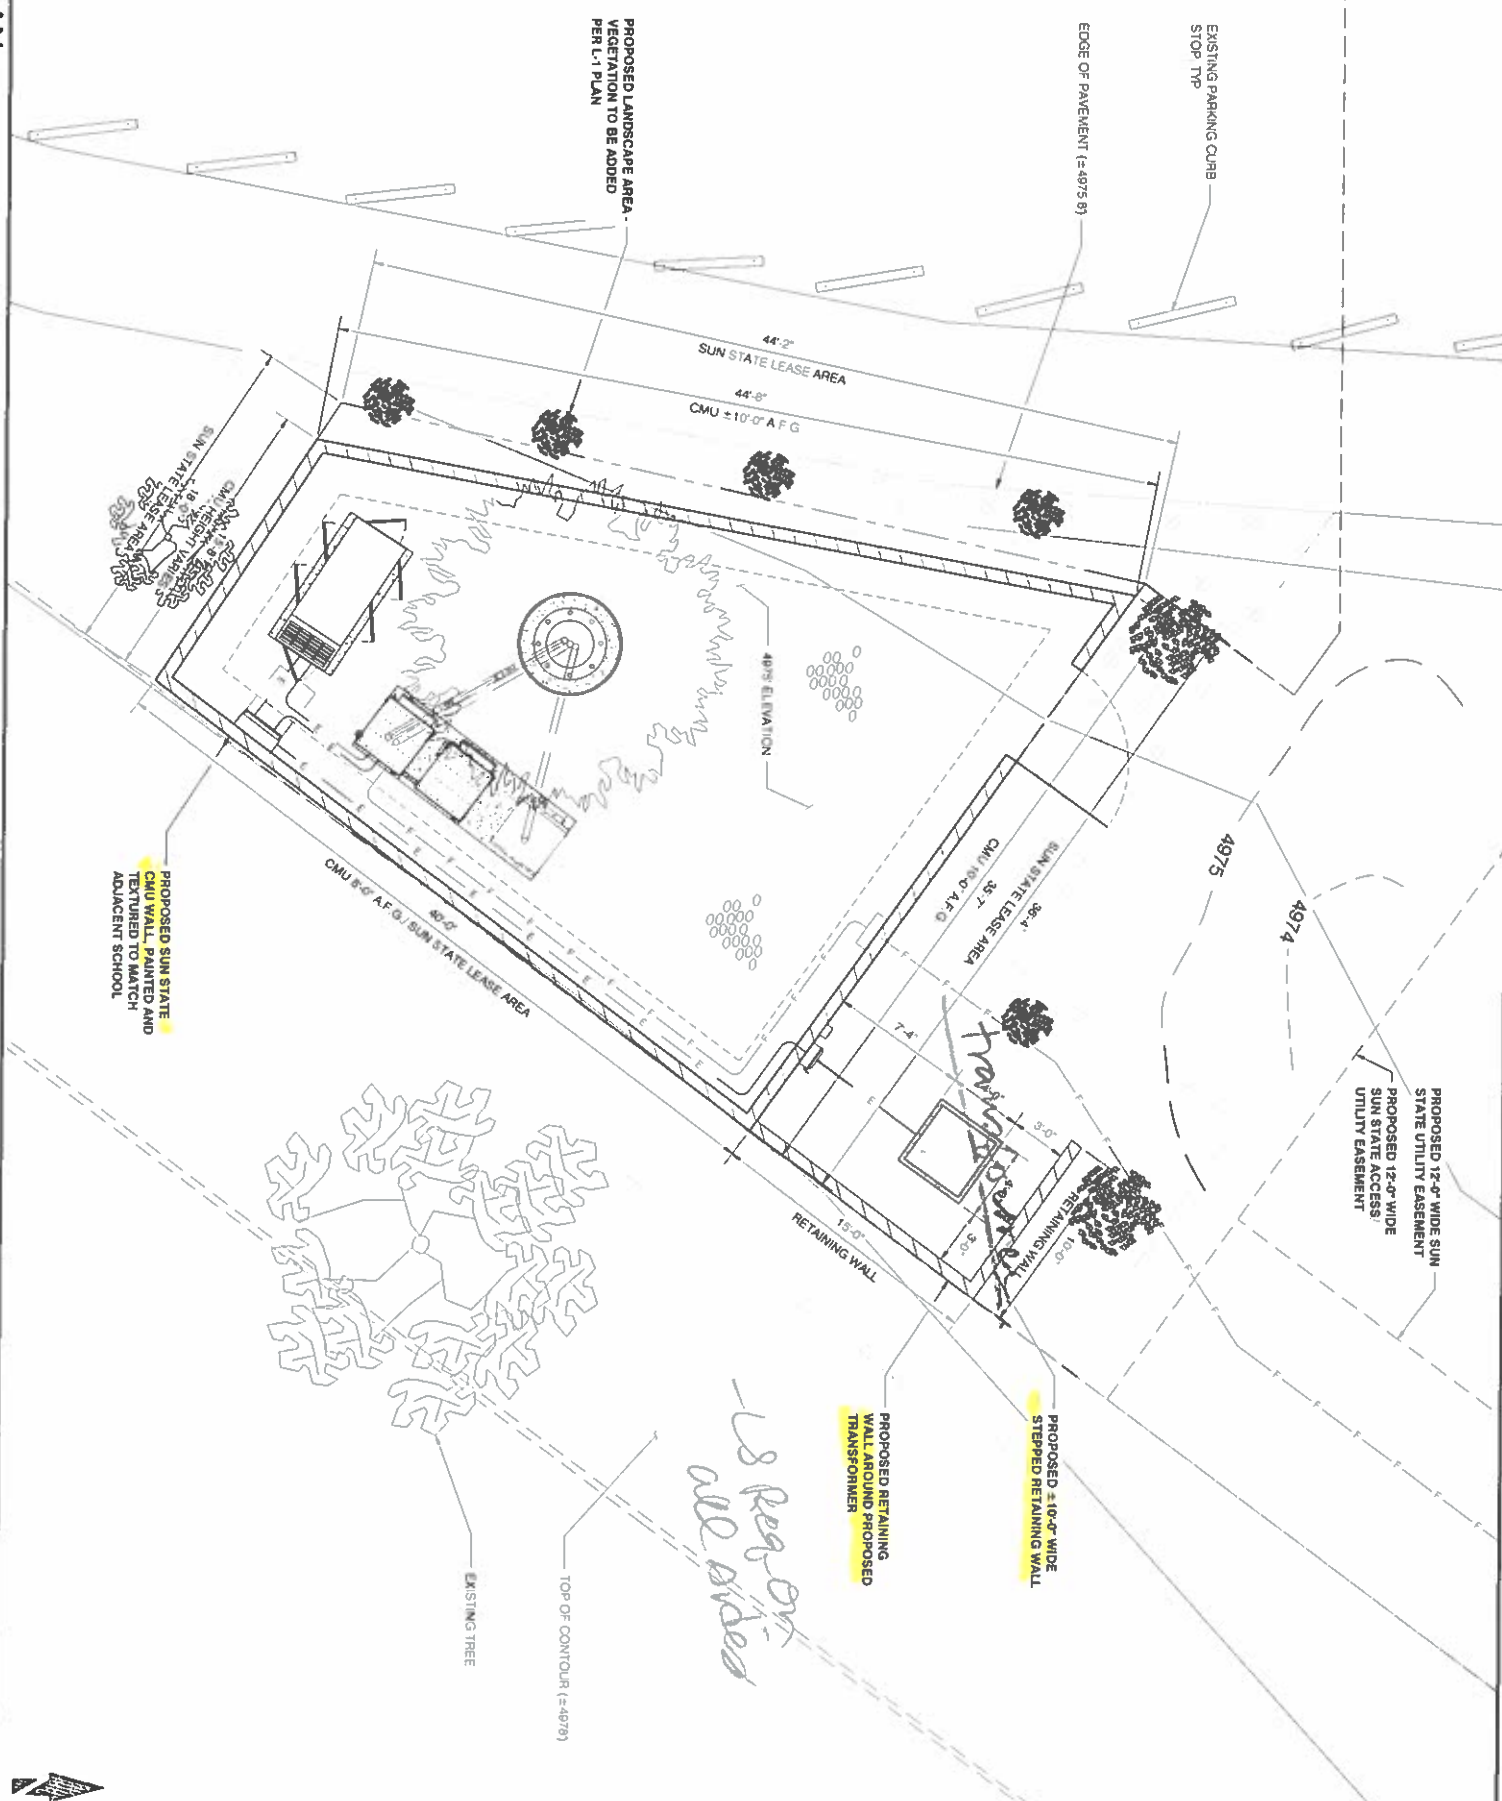 EXISTING PARKING CURB
STOP TYP
EDGE OF PAVEMENT (±4975.8')
PROPOSED LANDSCAPE AREA -
VEGETATION TO BE ADDED
PER L-1 PLAN
44'-2"
SUN STATE LEASE AREA
44'-8"
CMU ±10'-0" A F G
SUN STATE LEASE AREA
CMU HEIGHT VARIES
4975' ELEVATION
4975
4974
36'-4"
SUN STATE LEASE AREA
35'-7"
CMU 10'-0" A.F.G
40'-0"
CMU 8'-0" A.F.G./ SUN STATE LEASE AREA
7'-4"
3'-0"
3'-0"
transformer
RETAINING WALL
10'-0"
15'-0"
RETAINING WALL
PROPOSED 12'-0" WIDE SUN
STATE UTILITY EASEMENT
PROPOSED 12'-0" WIDE
SUN STATE ACCESS/
UTILITY EASEMENT
PROPOSED SUN STATE
CMU WALL, PAINTED AND
TEXTURED TO MATCH
ADJACENT SCHOOL
PROPOSED ±10'-0" WIDE
STEPPED RETAINING WALL
PROPOSED RETAINING
WALL AROUND PROPOSED
TRANSFORMER
- LS Req on
all sides
TOP OF CONTOUR (±4978')
EXISTING TREE